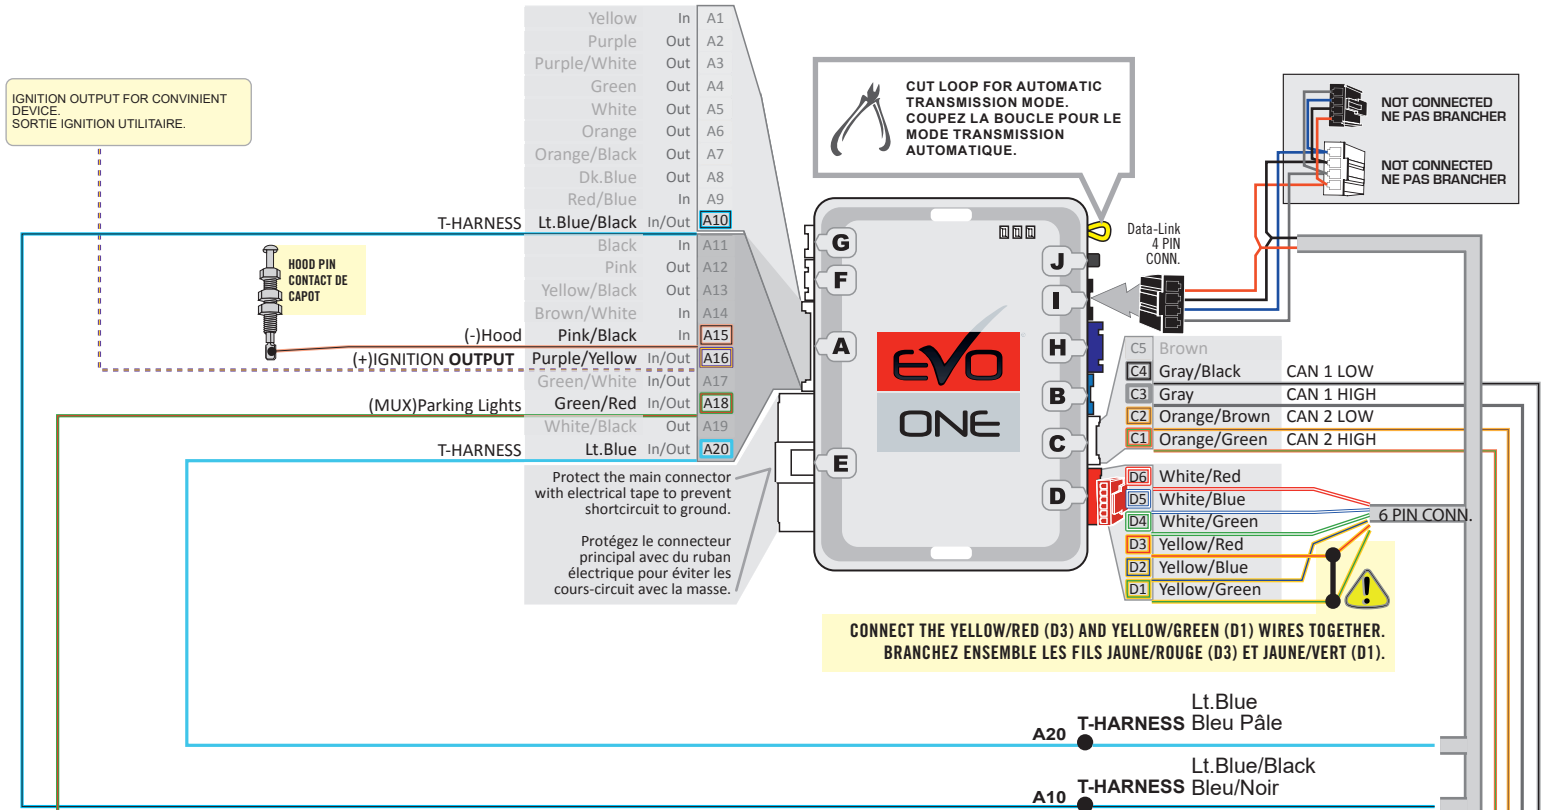 Yellow In A1
Purple Out A2
Purple/White Out A3
Green Out A4
White Out A5
Orange Out A6
Orange/Black Out A7
Dk.Blue Out A8
Red/Blue In A9
T-HARNESS Lt.Blue/Black In/Out A10
Black In A11
Pink Out A12
Yellow/Black Out A13
Brown/White In A14
(-)Hood Pink/Black In A15
(+)IGNITION OUTPUT Purple/Yellow In/Out A16
Green/White In/Out A17
(MUX)Parking Lights Green/Red In/Out A18
White/Black Out A19
T-HARNESS Lt.Blue In/Out A20
IGNITION OUTPUT FOR CONVINIENT
DEVICE.
SORTIE IGNITION UTILITAIRE.
HOOD PIN
CONTACT DE
CAPOT
Protect the main connector
with electrical tape to prevent
shortcircuit to ground.
Protégez le connecteur
principal avec du ruban
électrique pour éviter les
cours-circuit avec la masse.
CUT LOOP FOR AUTOMATIC
TRANSMISSION MODE.
COUPEZ LA BOUCLE POUR LE
MODE TRANSMISSION
AUTOMATIQUE.
G
F
A
E
J
I
H
B
C
D
EVO
ONE
Data-Link
4 PIN
CONN.
NOT CONNECTED
NE PAS BRANCHER
NOT CONNECTED
NE PAS BRANCHER
C5 Brown
C4 Gray/Black CAN 1 LOW
C3 Gray CAN 1 HIGH
C2 Orange/Brown CAN 2 LOW
C1 Orange/Green CAN 2 HIGH
D6 White/Red
D5 White/Blue
D4 White/Green
D3 Yellow/Red
D2 Yellow/Blue
D1 Yellow/Green
6 PIN CONN.
CONNECT THE YELLOW/RED (D3) AND YELLOW/GREEN (D1) WIRES TOGETHER.
BRANCHEZ ENSEMBLE LES FILS JAUNE/ROUGE (D3) ET JAUNE/VERT (D1).
Lt.Blue
A20 T-HARNESS Bleu Pâle
Lt.Blue/Black
A10 T-HARNESS Bleu/Noir